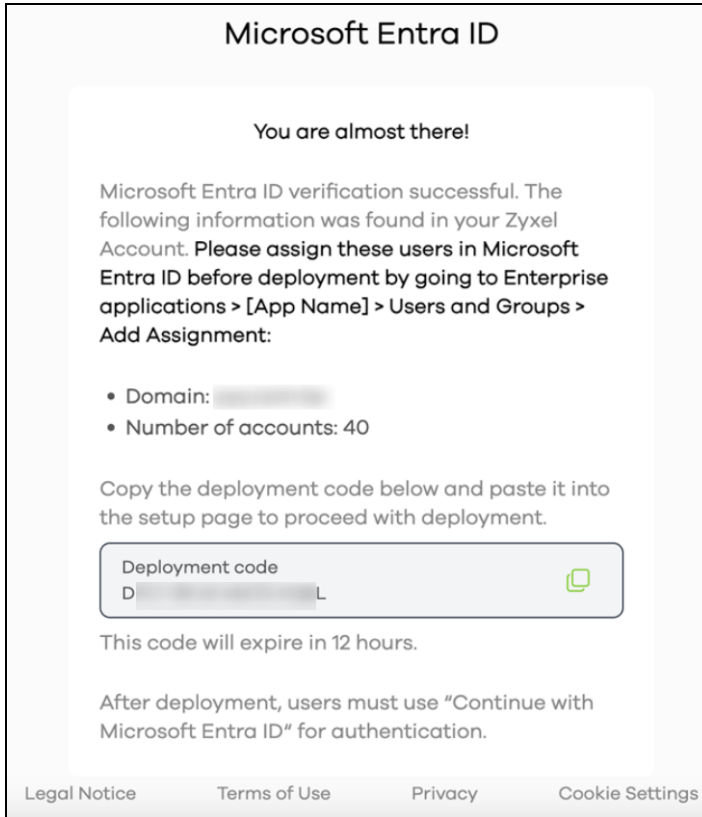 Microsoft Entra ID
You are almost there!
Microsoft Entra ID verification successful. The
following information was found in your Zyxel
Account. Please assign these users in Microsoft
Entra ID before deployment by going to Enterprise
applications > [App Name] > Users and Groups >
Add Assignment:
• Domain:
• Number of accounts: 40
Copy the deployment code below and paste it into
the setup page to proceed with deployment.
Deployment code
D L
This code will expire in 12 hours.
After deployment, users must use “Continue with
Microsoft Entra ID“ for authentication.
Legal Notice Terms of Use Privacy Cookie Settings